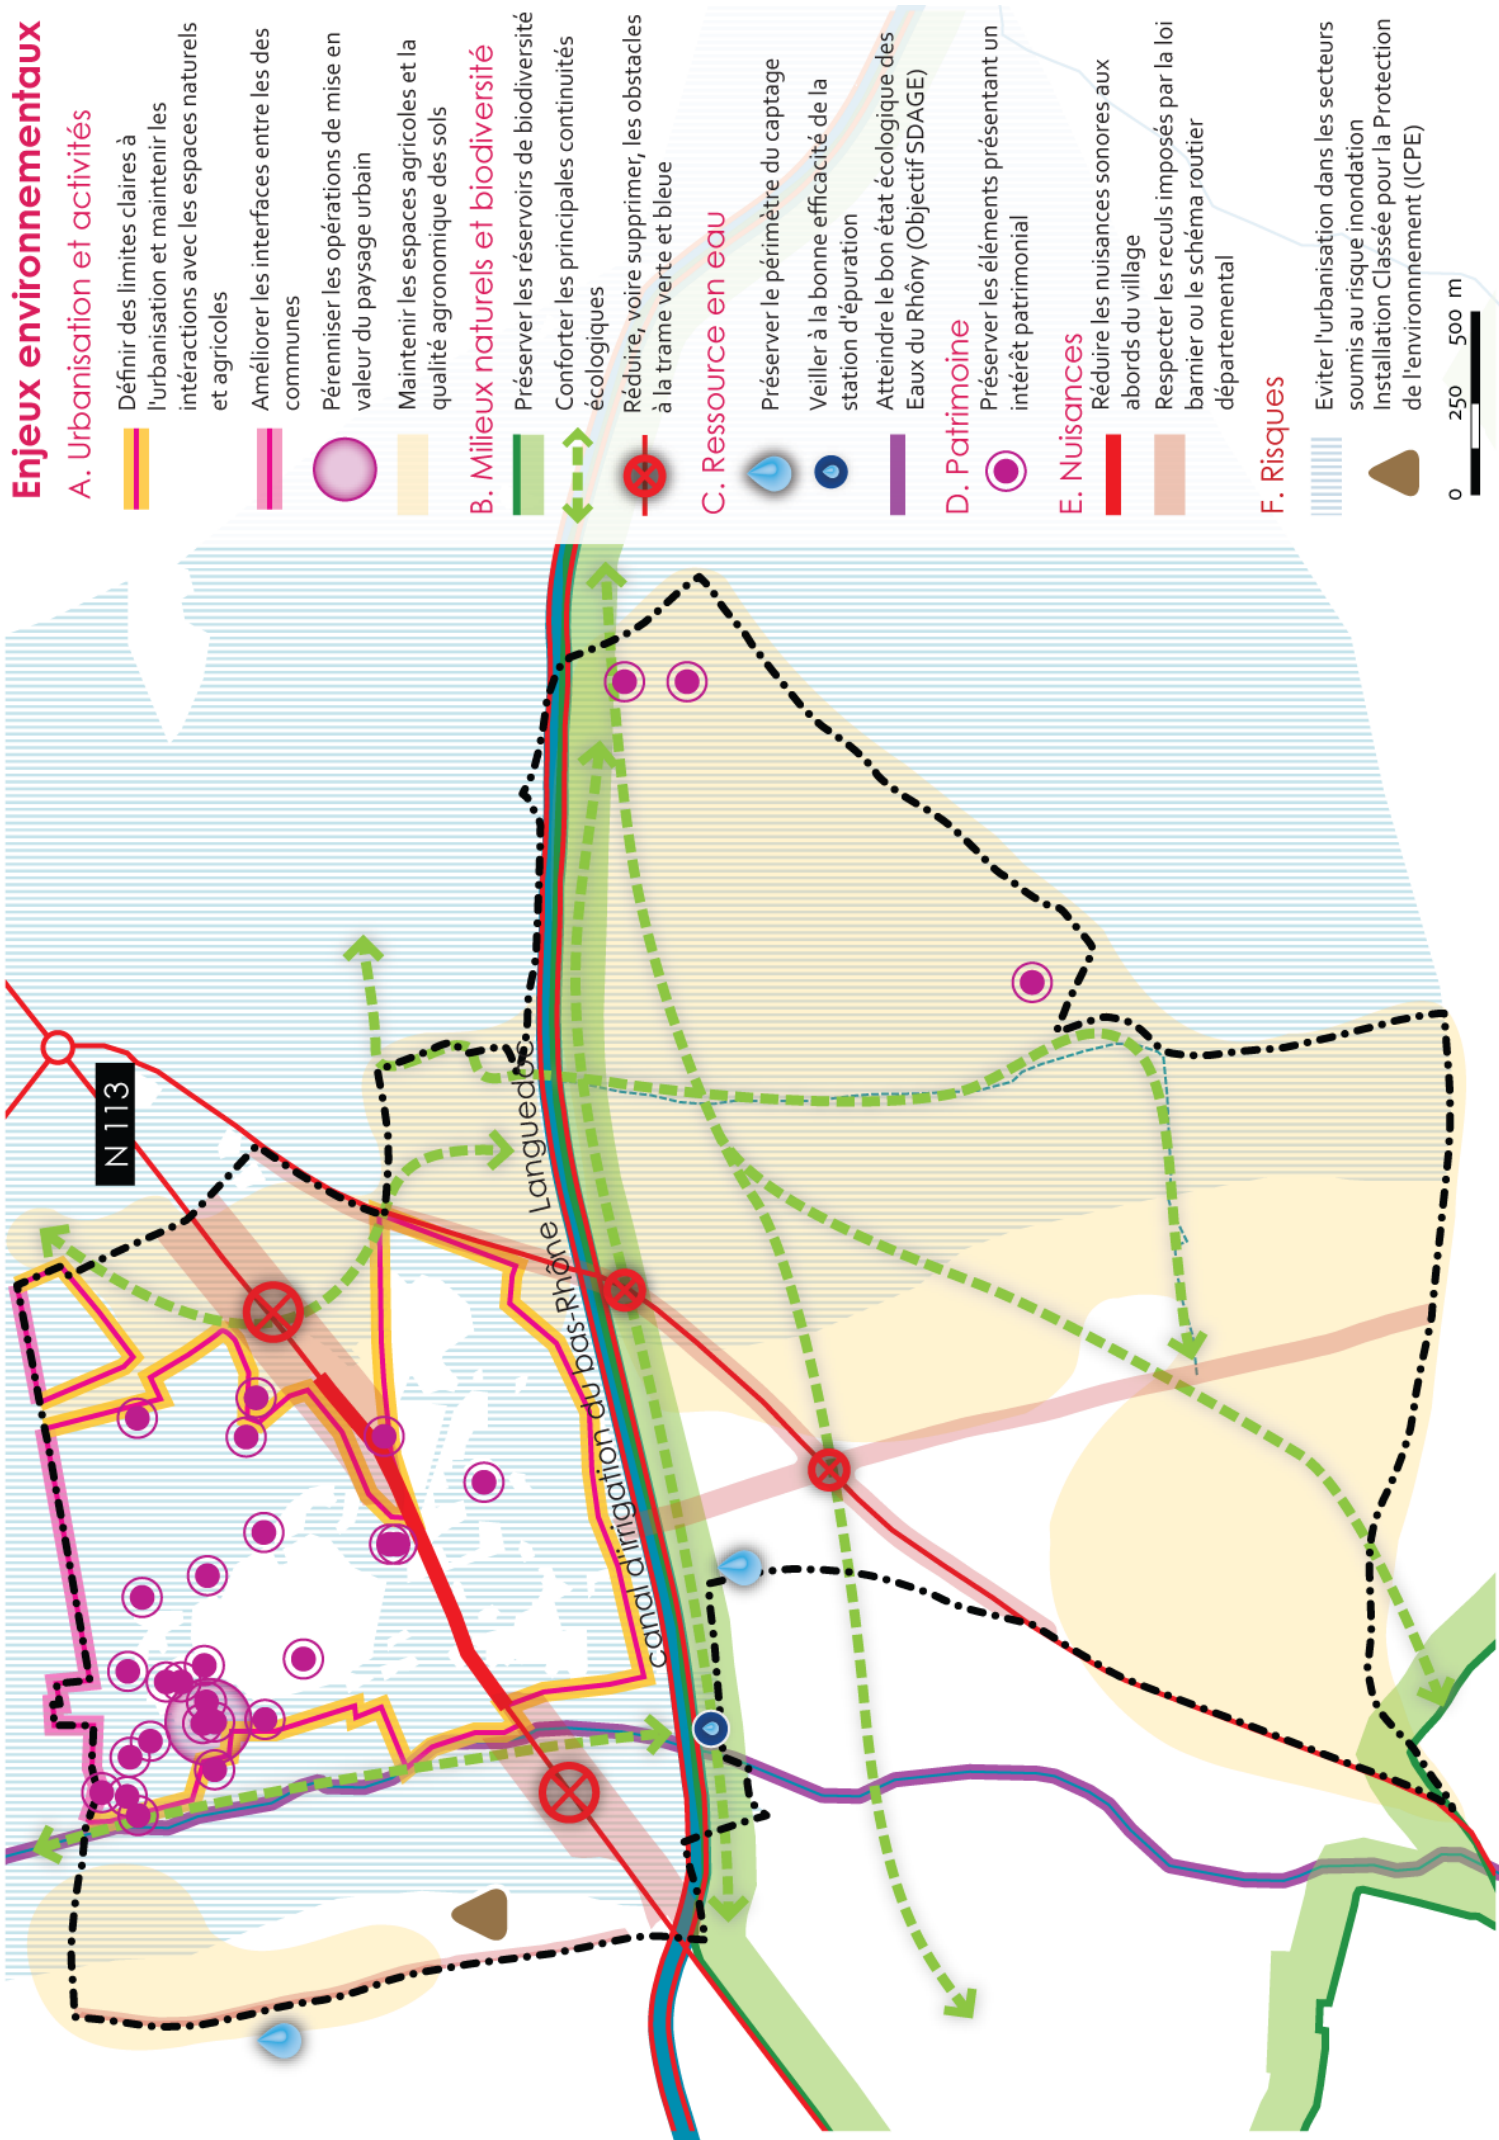 Enjeux environnementaux
A. Urbanisation et activités
Définir des limites claires à
l'urbanisation et maintenir les
intéractions avec les espaces naturels
et agricoles
Améliorer les interfaces entre les des
communes
Pérenniser les opérations de mise en
valeur du paysage urbain
Maintenir les espaces agricoles et la
qualité agronomique des sols
B. Milieux naturels et biodiversité
Préserver les réservoirs de biodiversité
Conforter les principales continuités
écologiques
Réduire, voire supprimer, les obstacles
à la trame verte et bleue
C. Ressource en eau
Préserver le périmètre du captage
Veiller à la bonne efficacité de la
station d'épuration
Atteindre le bon état écologique des
Eaux du Rhôny (Objectif SDAGE)
D. Patrimoine
Préserver les éléments présentant un
intérêt patrimonial
E. Nuisances
Réduire les nuisances sonores aux
abords du village
Respecter les reculs imposés par la loi
barnier ou le schéma routier
départemental
F. Risques
Eviter l'urbanisation dans les secteurs
soumis au risque inondation
Installation Classée pour la Protection
de l'environnement (ICPE)
0 250 500 m
N 113
canal d'irrigation du bas-Rhône Languedoc